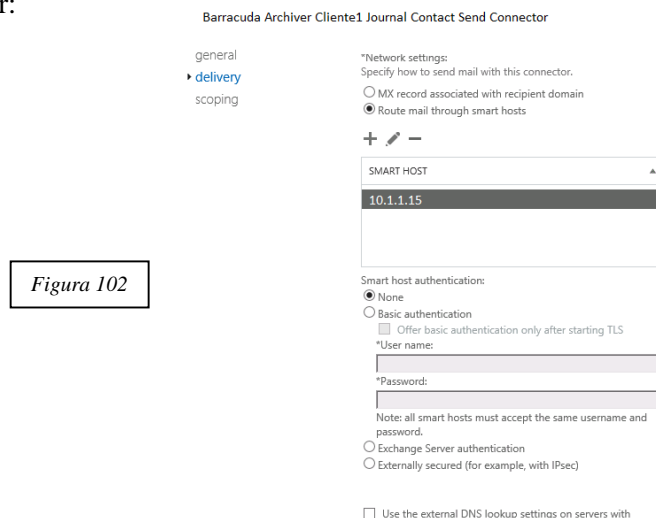 r:
Barracuda Archiver Cliente1 Journal Contact Send Connector
general
delivery
scoping
*Network settings:
Specify how to send mail with this connector.
MX record associated with recipient domain
Route mail through smart hosts
SMART HOST
10.1.1.15
Figura 102
Smart host authentication:
None
Basic authentication
Offer basic authentication only after starting TLS
*User name:
*Password:
Note: all smart hosts must accept the same username and
password.
Exchange Server authentication
Externally secured (for example, with IPsec)
Use the external DNS lookup settings on servers with